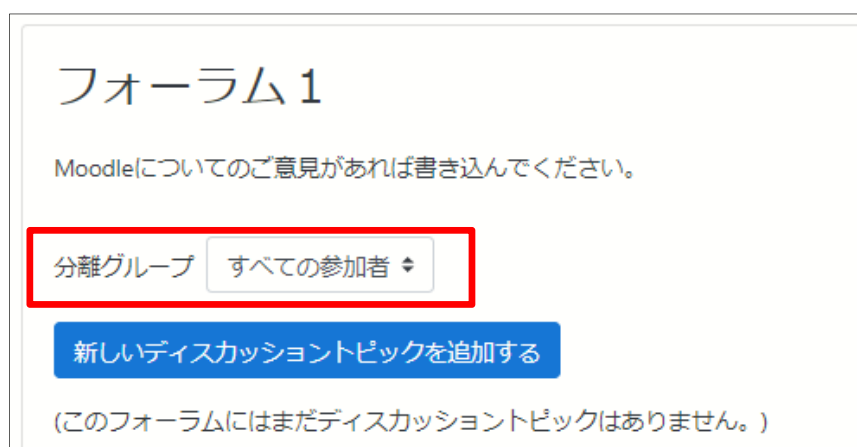 フォーラム１
Moodleについてのご意見があれば書き込んでください。
分離グループ すべての参加者
新しいディスカッショントピックを追加する
(このフォーラムにはまだディスカッショントピックはありません。)